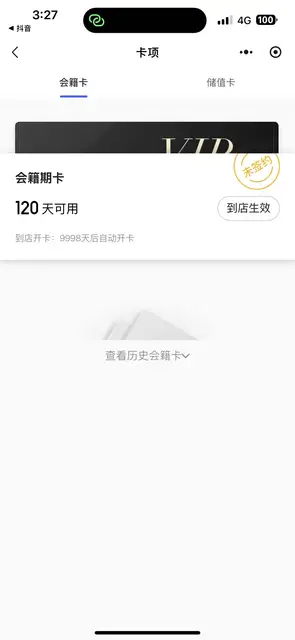 3:27
4G 100
◀ 抖音
卡项
会籍卡 储值卡
VIP
未签约
会籍期卡
120 天可用
到店生效
到店开卡：9998天后自动开卡
查看历史会籍卡